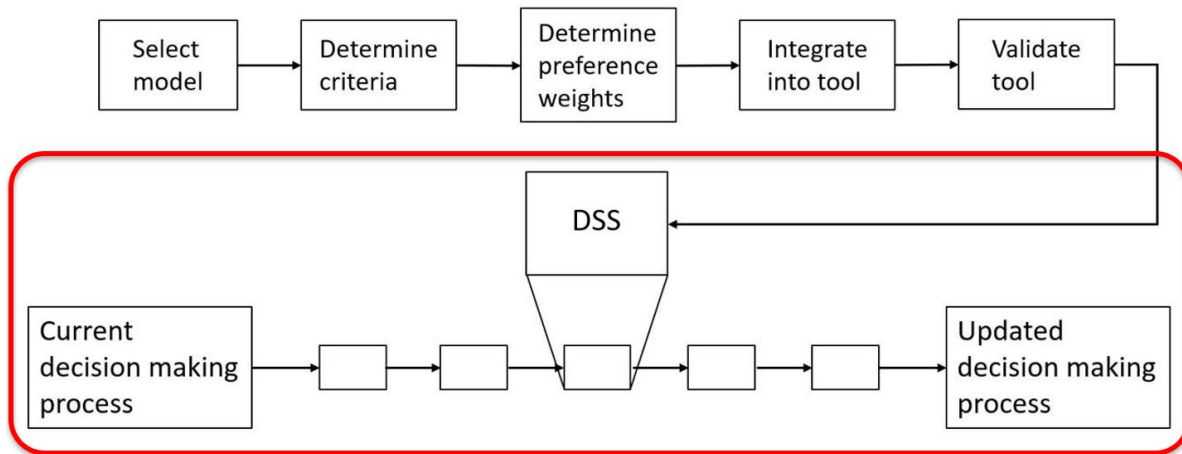 Select
model
Determine
criteria
Determine
preference
weights
Integrate
into tool
Validate
tool
DSS
Current
decision making
process
Updated
decision making
process